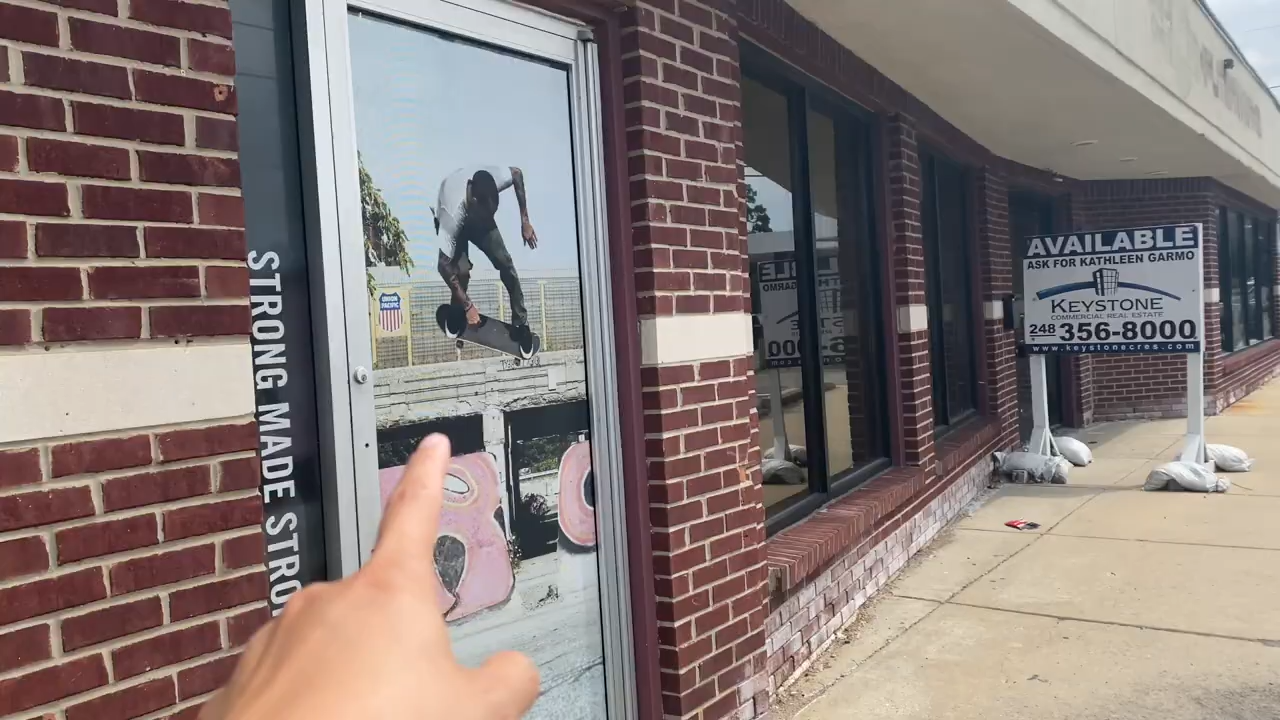 STRONG MADE STRO
UNION
PACIFIC
AVAILABLE
ASK FOR KATHLEEN GARMO
KEYSTONE
COMMERCIAL REAL ESTATE
248 356-8000
www.keystonecres.com